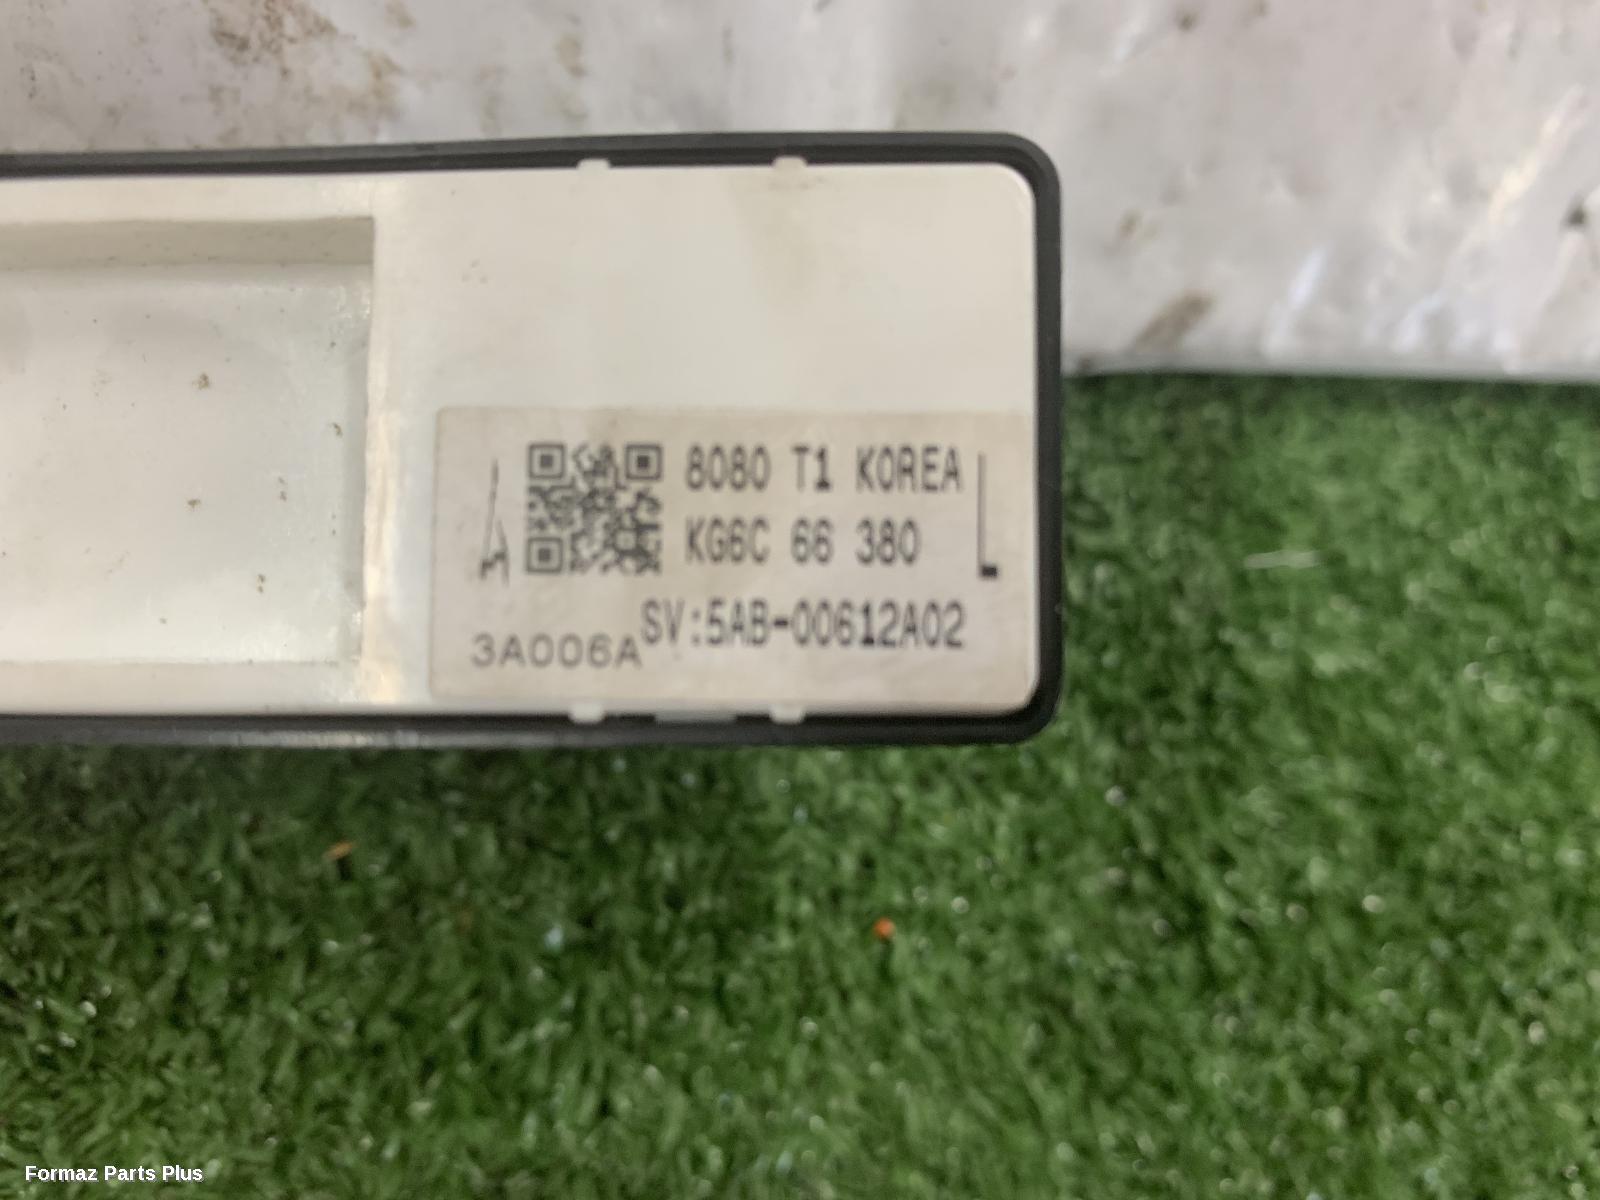 8080 T1 KOREA
KG6C 66 380
SV:5AB-00612A02
3A006A
L
Formaz Parts Plus